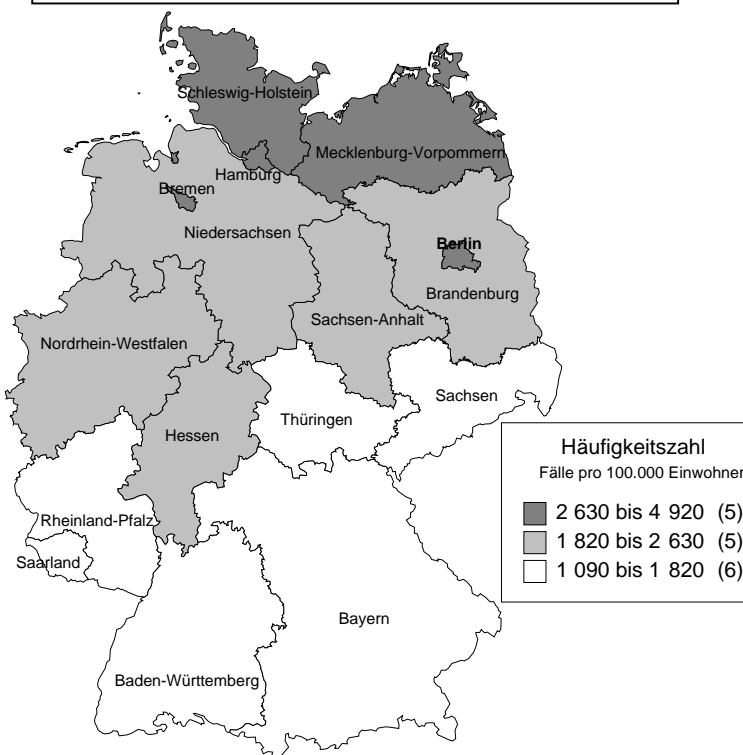 Schleswig-Holstein
Mecklenburg-Vorpommern
Hamburg
Bremen
Niedersachsen
Berlin
Brandenburg
Sachsen-Anhalt
Nordrhein-Westfalen
Sachsen
Thüringen
Hessen
Häufigkeitszahl
Fälle pro 100.000 Einwohner
2 630 bis 4 920 (5)
1 820 bis 2 630 (5)
1 090 bis 1 820 (6)
Rheinland-Pfalz
Saarland
Bayern
Baden-Württemberg